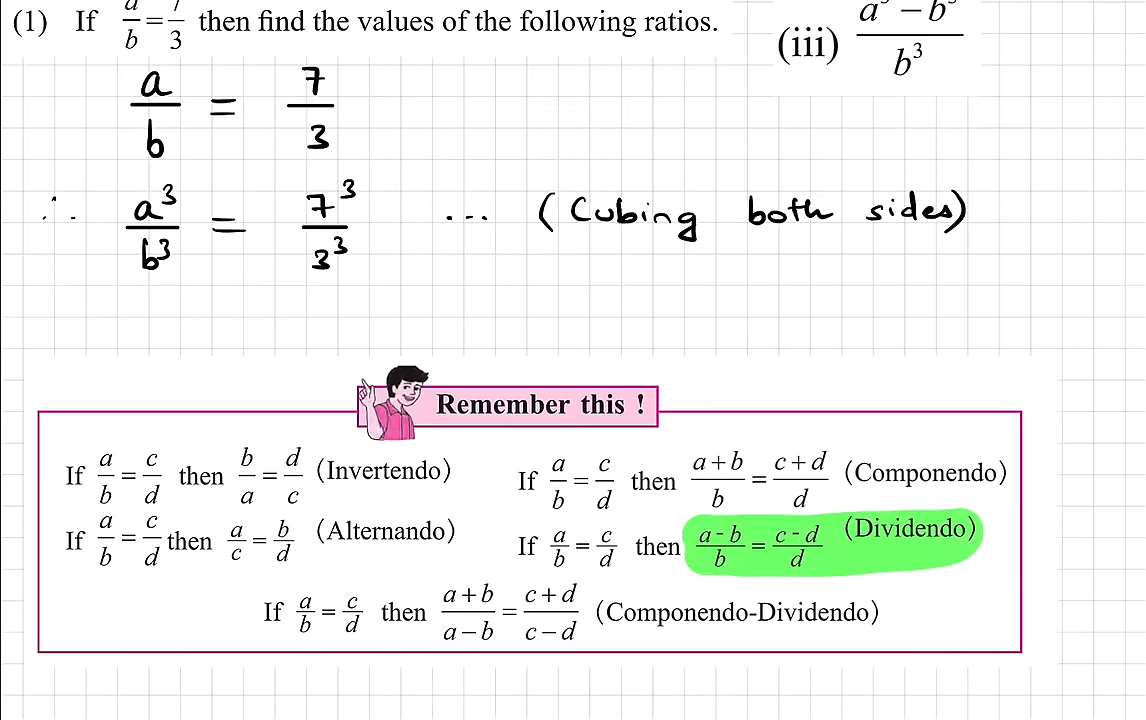 (1) If a/b = 7/3 then find the values of the following ratios.
(iii) (a³ − b³)/b³
a/b = 7/3
∴ a³/b³ = 7³/3³ ... (Cubing both sides)
Remember this !
If a/b = c/d then b/a = d/c (Invertendo)
If a/b = c/d then (a+b)/b = (c+d)/d (Componendo)
If a/b = c/d then a/c = b/d (Alternando)
If a/b = c/d then (a-b)/b = (c-d)/d (Dividendo)
If a/b = c/d then (a+b)/(a−b) = (c+d)/(c−d) (Componendo-Dividendo)